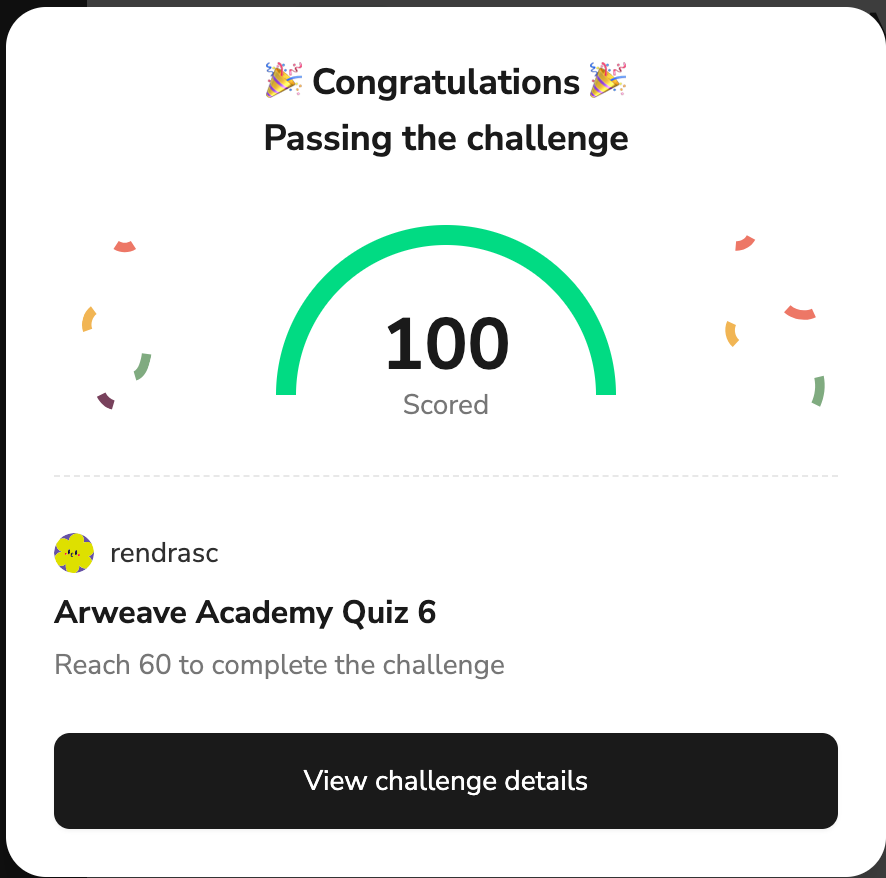 🎉 Congratulations 🎉
Passing the challenge
100
Scored
rendrasc
Arweave Academy Quiz 6
Reach 60 to complete the challenge
View challenge details